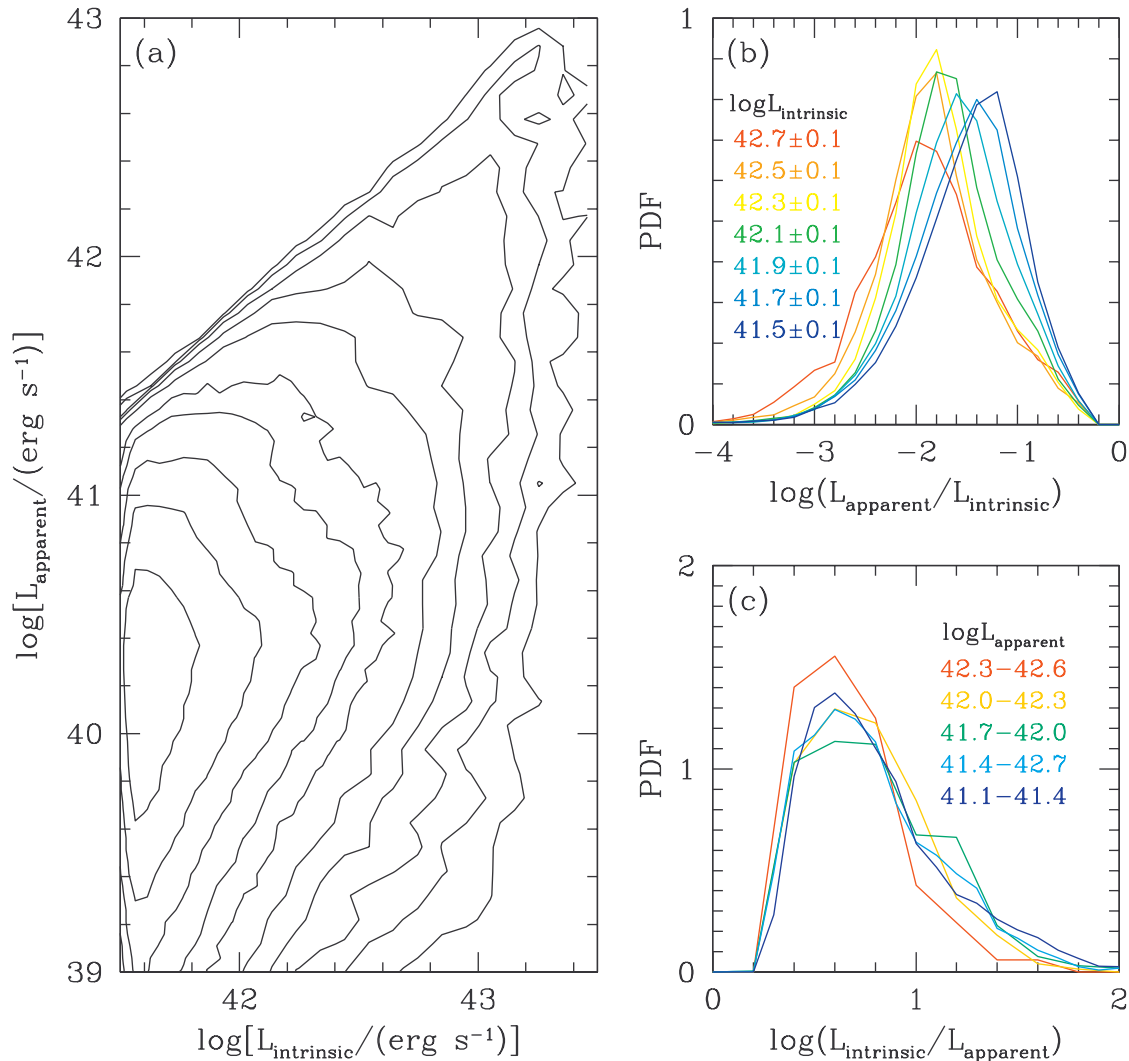 (a)
43
42
41
40
39
log[L_apparent/(erg s⁻¹)]
42
43
log[L_intrinsic/(erg s⁻¹)]
(b)
1
0
PDF
logL_intrinsic
42.7±0.1
42.5±0.1
42.3±0.1
42.1±0.1
41.9±0.1
41.7±0.1
41.5±0.1
−4
−3
−2
−1
0
log(L_apparent/L_intrinsic)
(c)
2
1
0
PDF
logL_apparent
42.3−42.6
42.0−42.3
41.7−42.0
41.4−42.7
41.1−41.4
0
1
2
log(L_intrinsic/L_apparent)